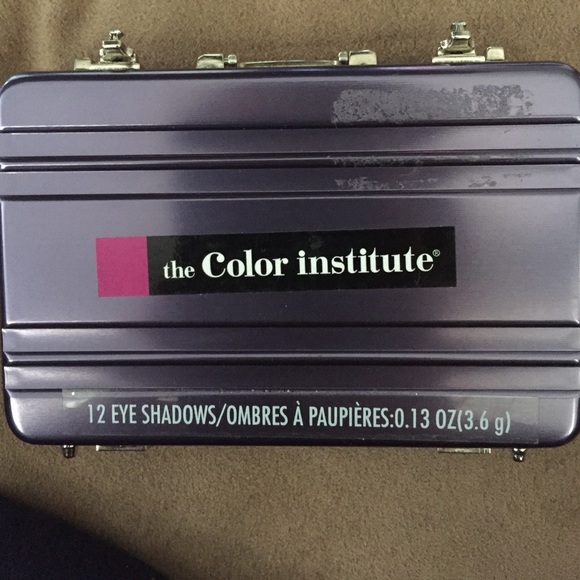 the Color institute®
12 EYE SHADOWS/OMBRES À PAUPIÈRES:0.13 OZ(3.6 g)